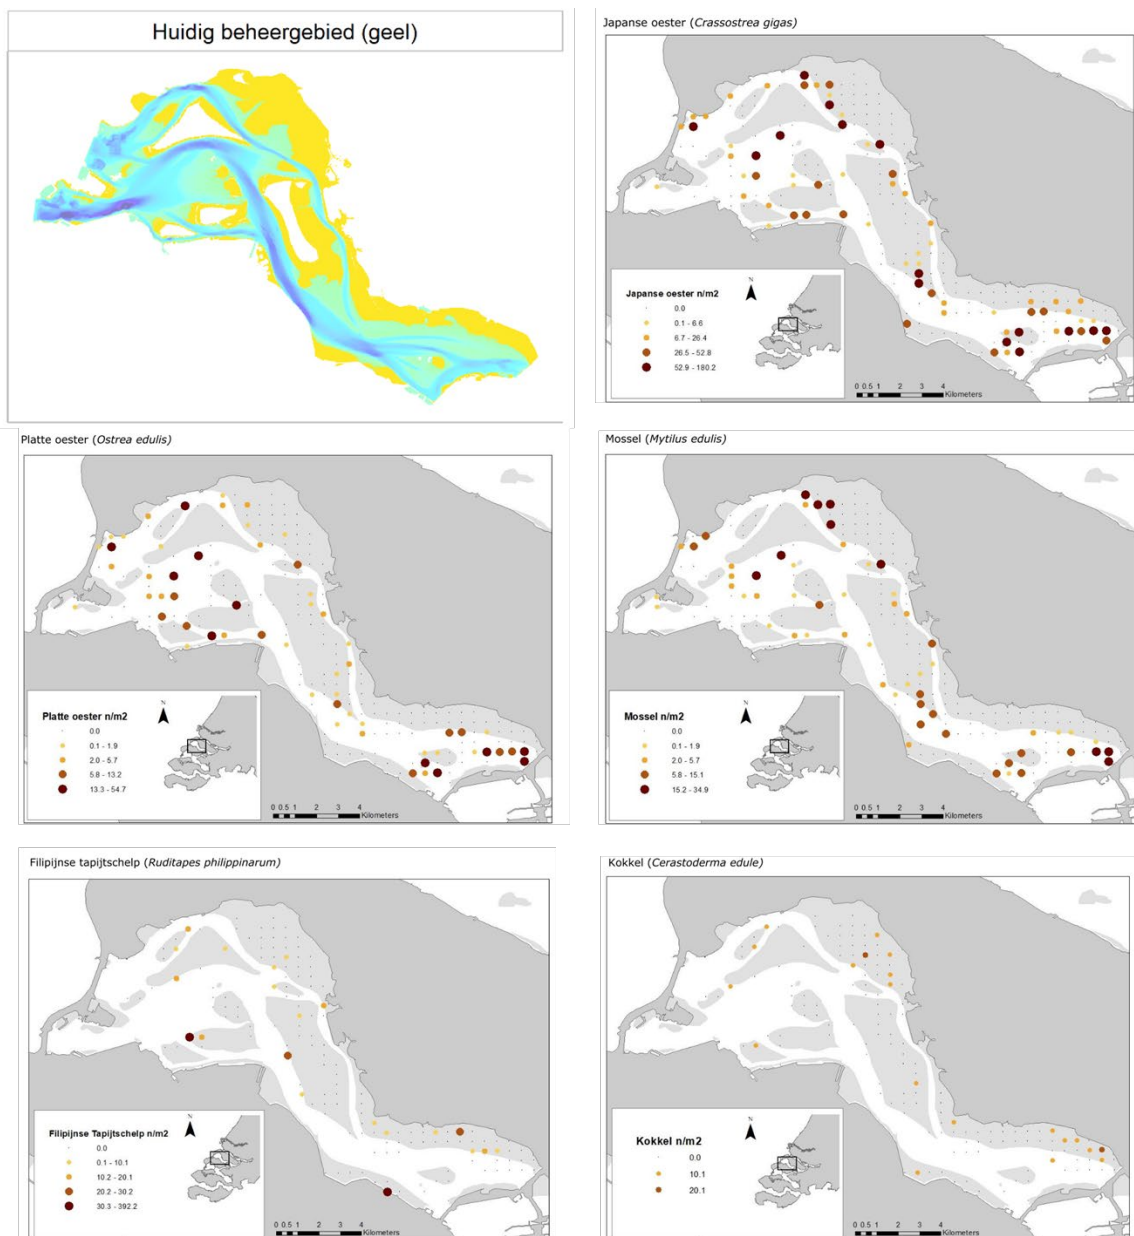 Huidig beheergebied (geel)
Japanse oester (Crassostrea gigas)
N
Japanse oester n/m2
0.0
0.1 - 6.6
6.7 - 26.4
26.5 - 52.8
52.9 - 180.2
0 0.5 1 2 3 4
Kilometers
Platte oester (Ostrea edulis)
N
Platte oester n/m2
0.0
0.1 - 1.9
2.0 - 5.7
5.8 - 13.2
13.3 - 54.7
0 0.5 1 2 3 4
Kilometers
Mossel (Mytilus edulis)
N
Mossel n/m2
0.0
0.1 - 1.9
2.0 - 5.7
5.8 - 15.1
15.2 - 34.9
0 0.5 1 2 3 4
Kilometers
Filipijnse tapijtschelp (Ruditapes philippinarum)
N
Filipijnse Tapijtschelp n/m2
0.0
0.1 - 10.1
10.2 - 20.1
20.2 - 30.2
30.3 - 392.2
0 0.5 1 2 3 4
Kilometers
Kokkel (Cerastoderma edule)
N
Kokkel n/m2
0.0
10.1
20.1
0 0.5 1 2 3 4
Kilometers